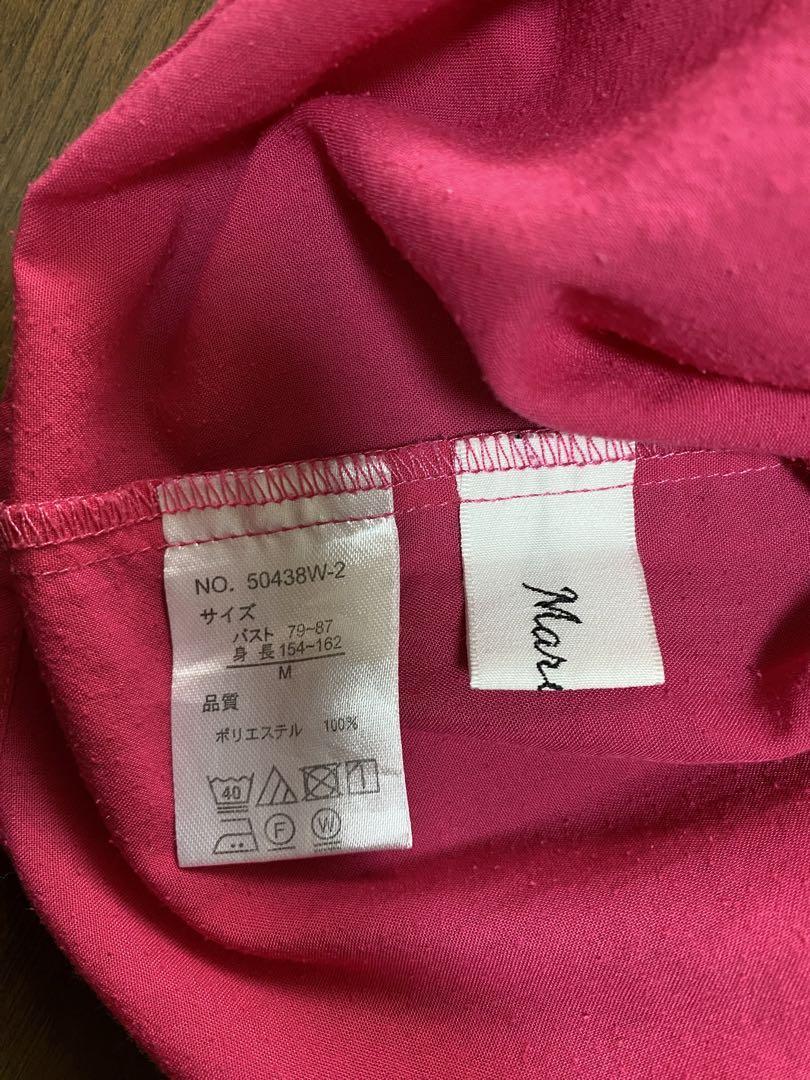 NO. 50438W-2
サイズ
バスト 79~87
身 長 154~162
M
品質
ポリエステル 100%
40
F
W